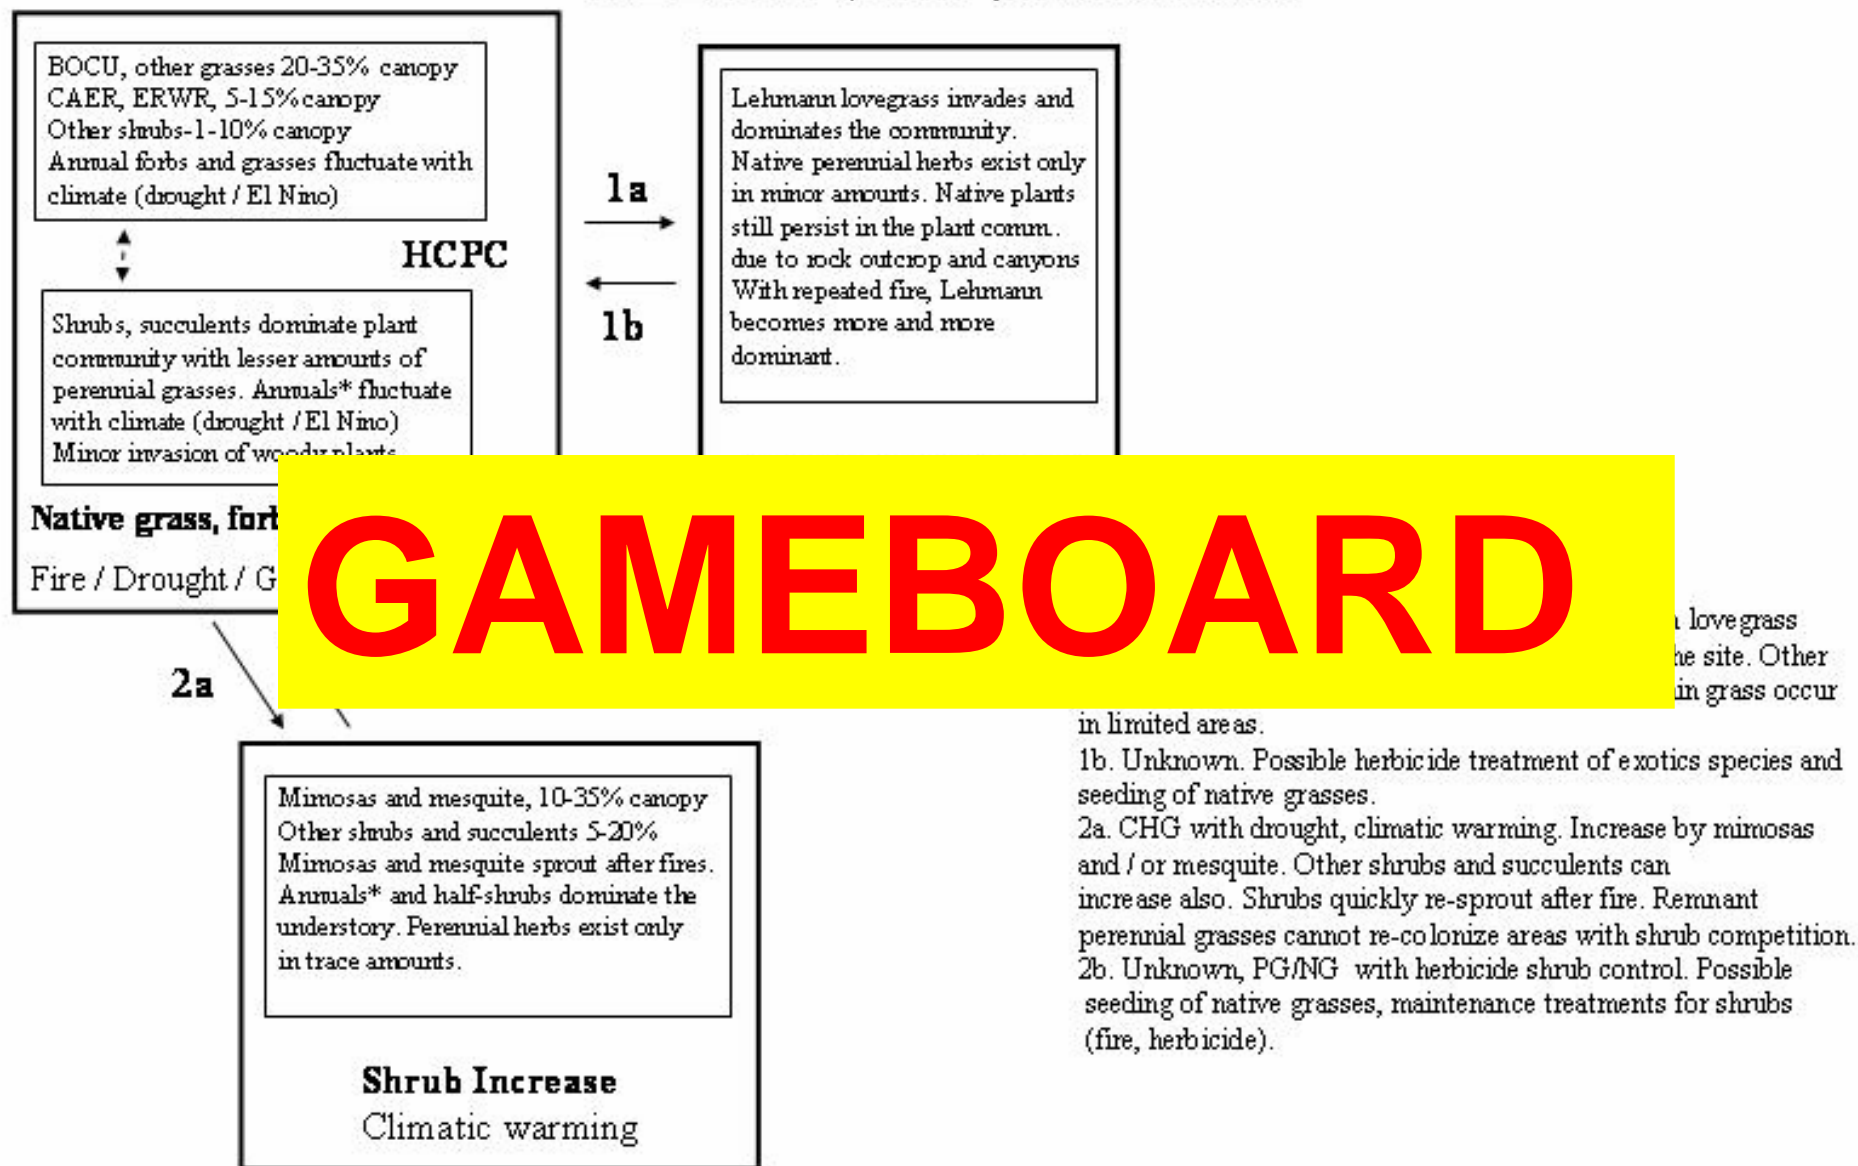 BOCU, other grasses 20-35% canopy
CAER, ERWR, 5-15% canopy
Other shrubs-1-10% canopy
Annual forbs and grasses fluctuate with
climate (drought / El Nino)
HCPC
Shrubs, succulents dominate plant
community with lesser amounts of
perennial grasses. Annuals* fluctuate
with climate (drought / El Nino)
Minor invasion of woody plants
Native grass,
Fire / Drought /
1a
1b
Lehmann lovegrass invades and
dominates the community.
Native perennial herbs exist only
in minor amounts. Native plants
still persist in the plant comm..
due to rock outcrop and canyons
With repeated fire, Lehmann
becomes more and more
dominant.
GAMEBOARD
2a
Mimosas and mesquite, 10-35% canopy
Other shrubs and succulents 5-20%
Mimosas and mesquite sprout after fires.
Annuals* and half-shrubs dominate the
understory. Perennial herbs exist only
in trace amounts.
Shrub Increase
Climatic warming
lovegrass
site. Other
grass occur
in limited areas.
1b. Unknown. Possible herbicide treatment of exotics species and
seeding of native grasses.
2a. CHG with drought, climatic warming. Increase by mimosas
and / or mesquite. Other shrubs and succulents can
increase also. Shrubs quickly re-sprout after fire. Remnant
perennial grasses cannot re-colonize areas with shrub competition.
2b. Unknown, PG/NG with herbicide shrub control. Possible
seeding of native grasses, maintenance treatments for shrubs
(fire, herbicide).